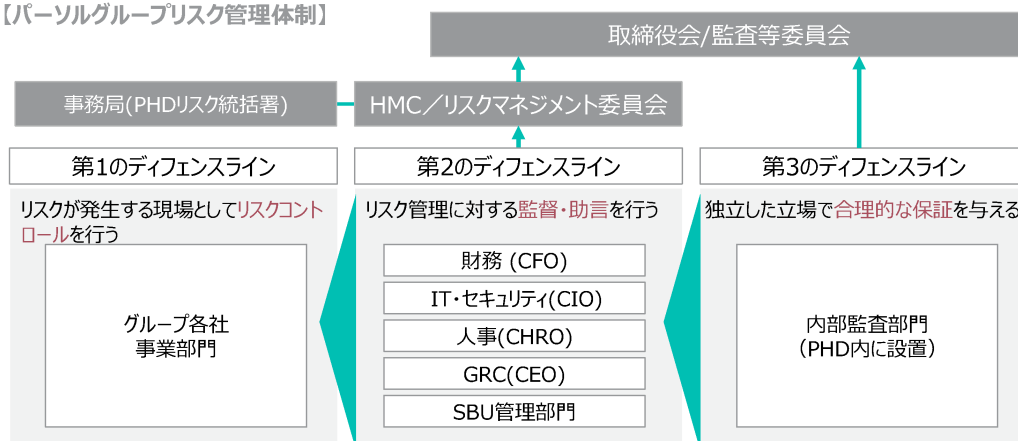 【パーソルグループリスク管理体制】
取締役会/監査等委員会
事務局(PHDリスク統括署)
HMC／リスクマネジメント委員会
第1のディフェンスライン
リスクが発生する現場としてリスクコント
ロールを行う
グループ各社
事業部門
第2のディフェンスライン
リスク管理に対する監督・助言を行う
財務 (CFO)
IT・セキュリティ(CIO)
人事(CHRO)
GRC(CEO)
SBU管理部門
第3のディフェンスライン
独立した立場で合理的な保証を与える
内部監査部門
（PHD内に設置）